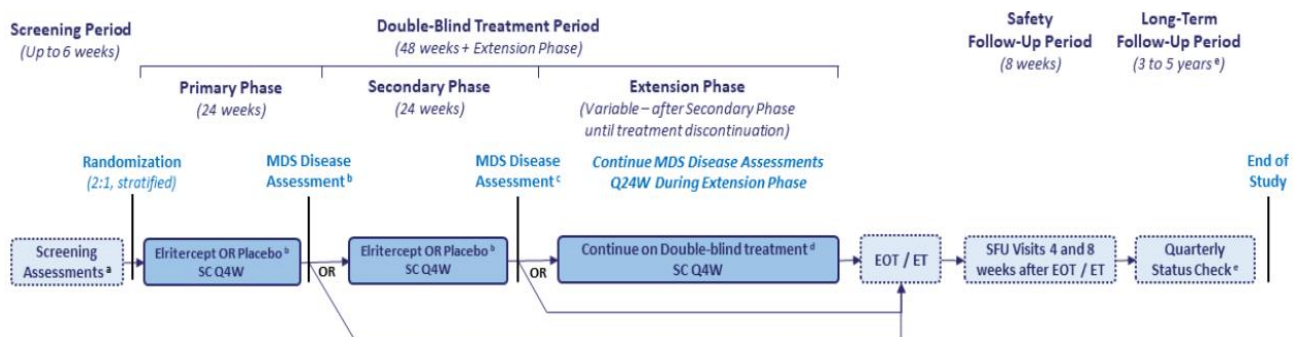 Screening Period
(Up to 6 weeks)
Double-Blind Treatment Period
(48 weeks + Extension Phase)
Safety
Follow-Up Period
(8 weeks)
Long-Term
Follow-Up Period
(3 to 5 years e)
Primary Phase
(24 weeks)
Secondary Phase
(24 weeks)
Extension Phase
(Variable – after Secondary Phase
until treatment discontinuation)
Randomization
(2:1, stratified)
MDS Disease
Assessment b
MDS Disease
Assessment c
Continue MDS Disease Assessments
Q24W During Extension Phase
End of
Study
Screening
Assessments a
Elritercept OR Placebo b
SC Q4W
OR
Elritercept OR Placebo b
SC Q4W
OR
Continue on Double-blind treatment d
SC Q4W
EOT / ET
SFU Visits 4 and 8
weeks after EOT / ET
Quarterly
Status Check e